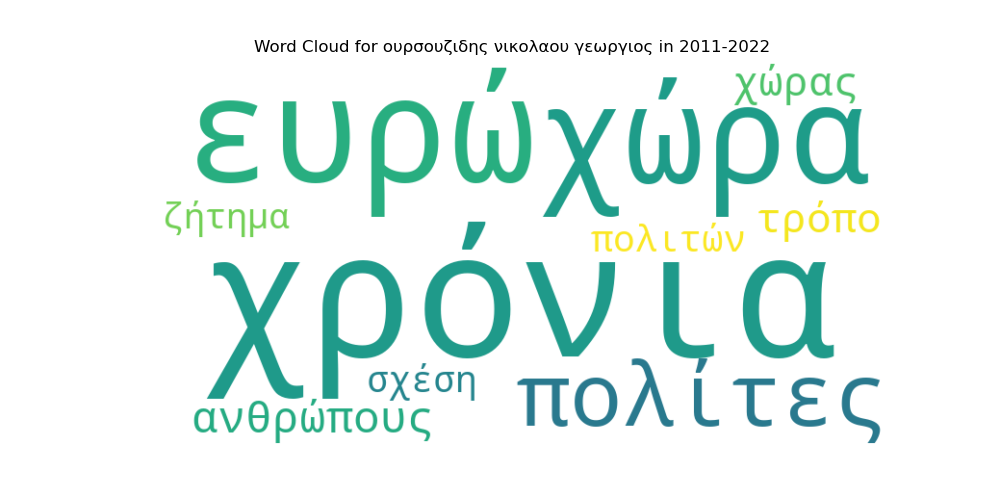 Word Cloud for ουρσουζιδης νικολαου γεωργιος in 2011-2022
χώρας
ευρώ χώρα
ζήτημα
τρόπο
πολιτών
χρόνια
σχέση
πολίτες
ανθρώπους